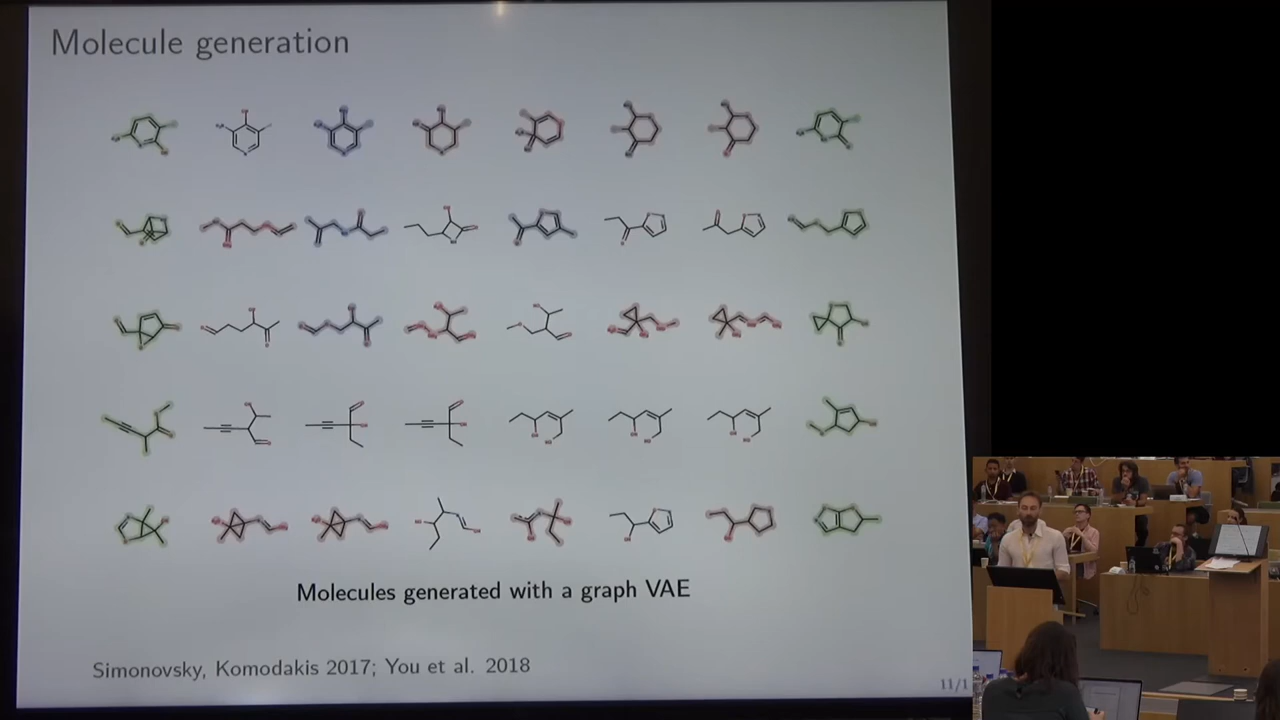 Molecule generation
Molecules generated with a graph VAE
Simonovsky, Komodakis 2017; You et al. 2018
11/1